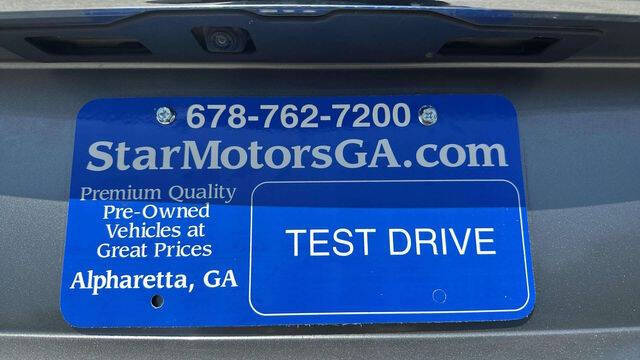 678-762-7200
StarMotorsGA.com
Premium Quality
Pre-Owned
Vehicles at
Great Prices
Alpharetta, GA
TEST DRIVE